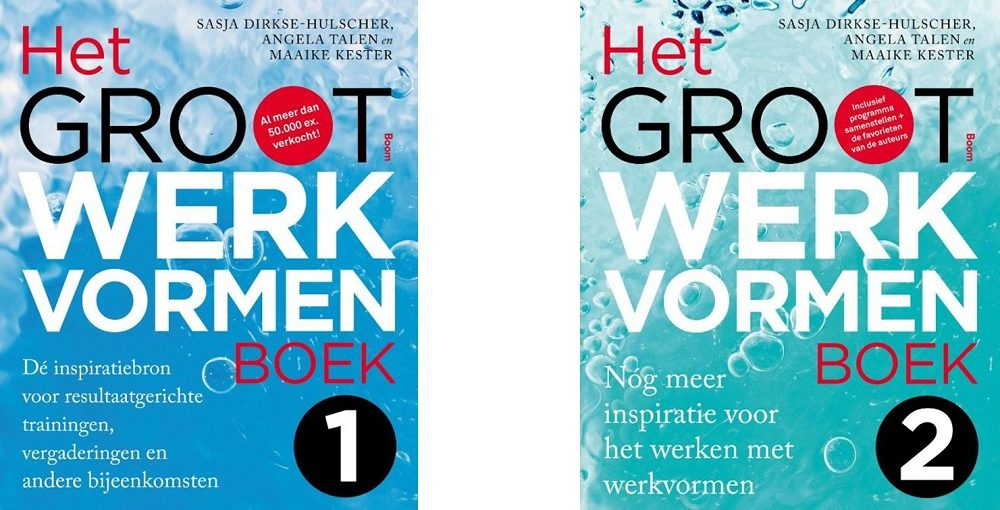 SASJA DIRKSE-HULSCHER,
ANGELA TALEN en
MAAIKE KESTER
Het
GROOT
Al meer dan
50.000 ex.
verkocht!
Boom
WERK
VORMEN
BOEK
Dé inspiratiebron
voor resultaatgerichte
trainingen,
vergaderingen en
andere bijeenkomsten
1
SASJA DIRKSE-HULSCHER,
ANGELA TALEN en
MAAIKE KESTER
Het
GROOT
Inclusief
programma
samenstellen +
de favorieten
van de auteurs
Boom
WERK
VORMEN
BOEK
Nóg meer
inspiratie voor
het werken met
werkvormen
2